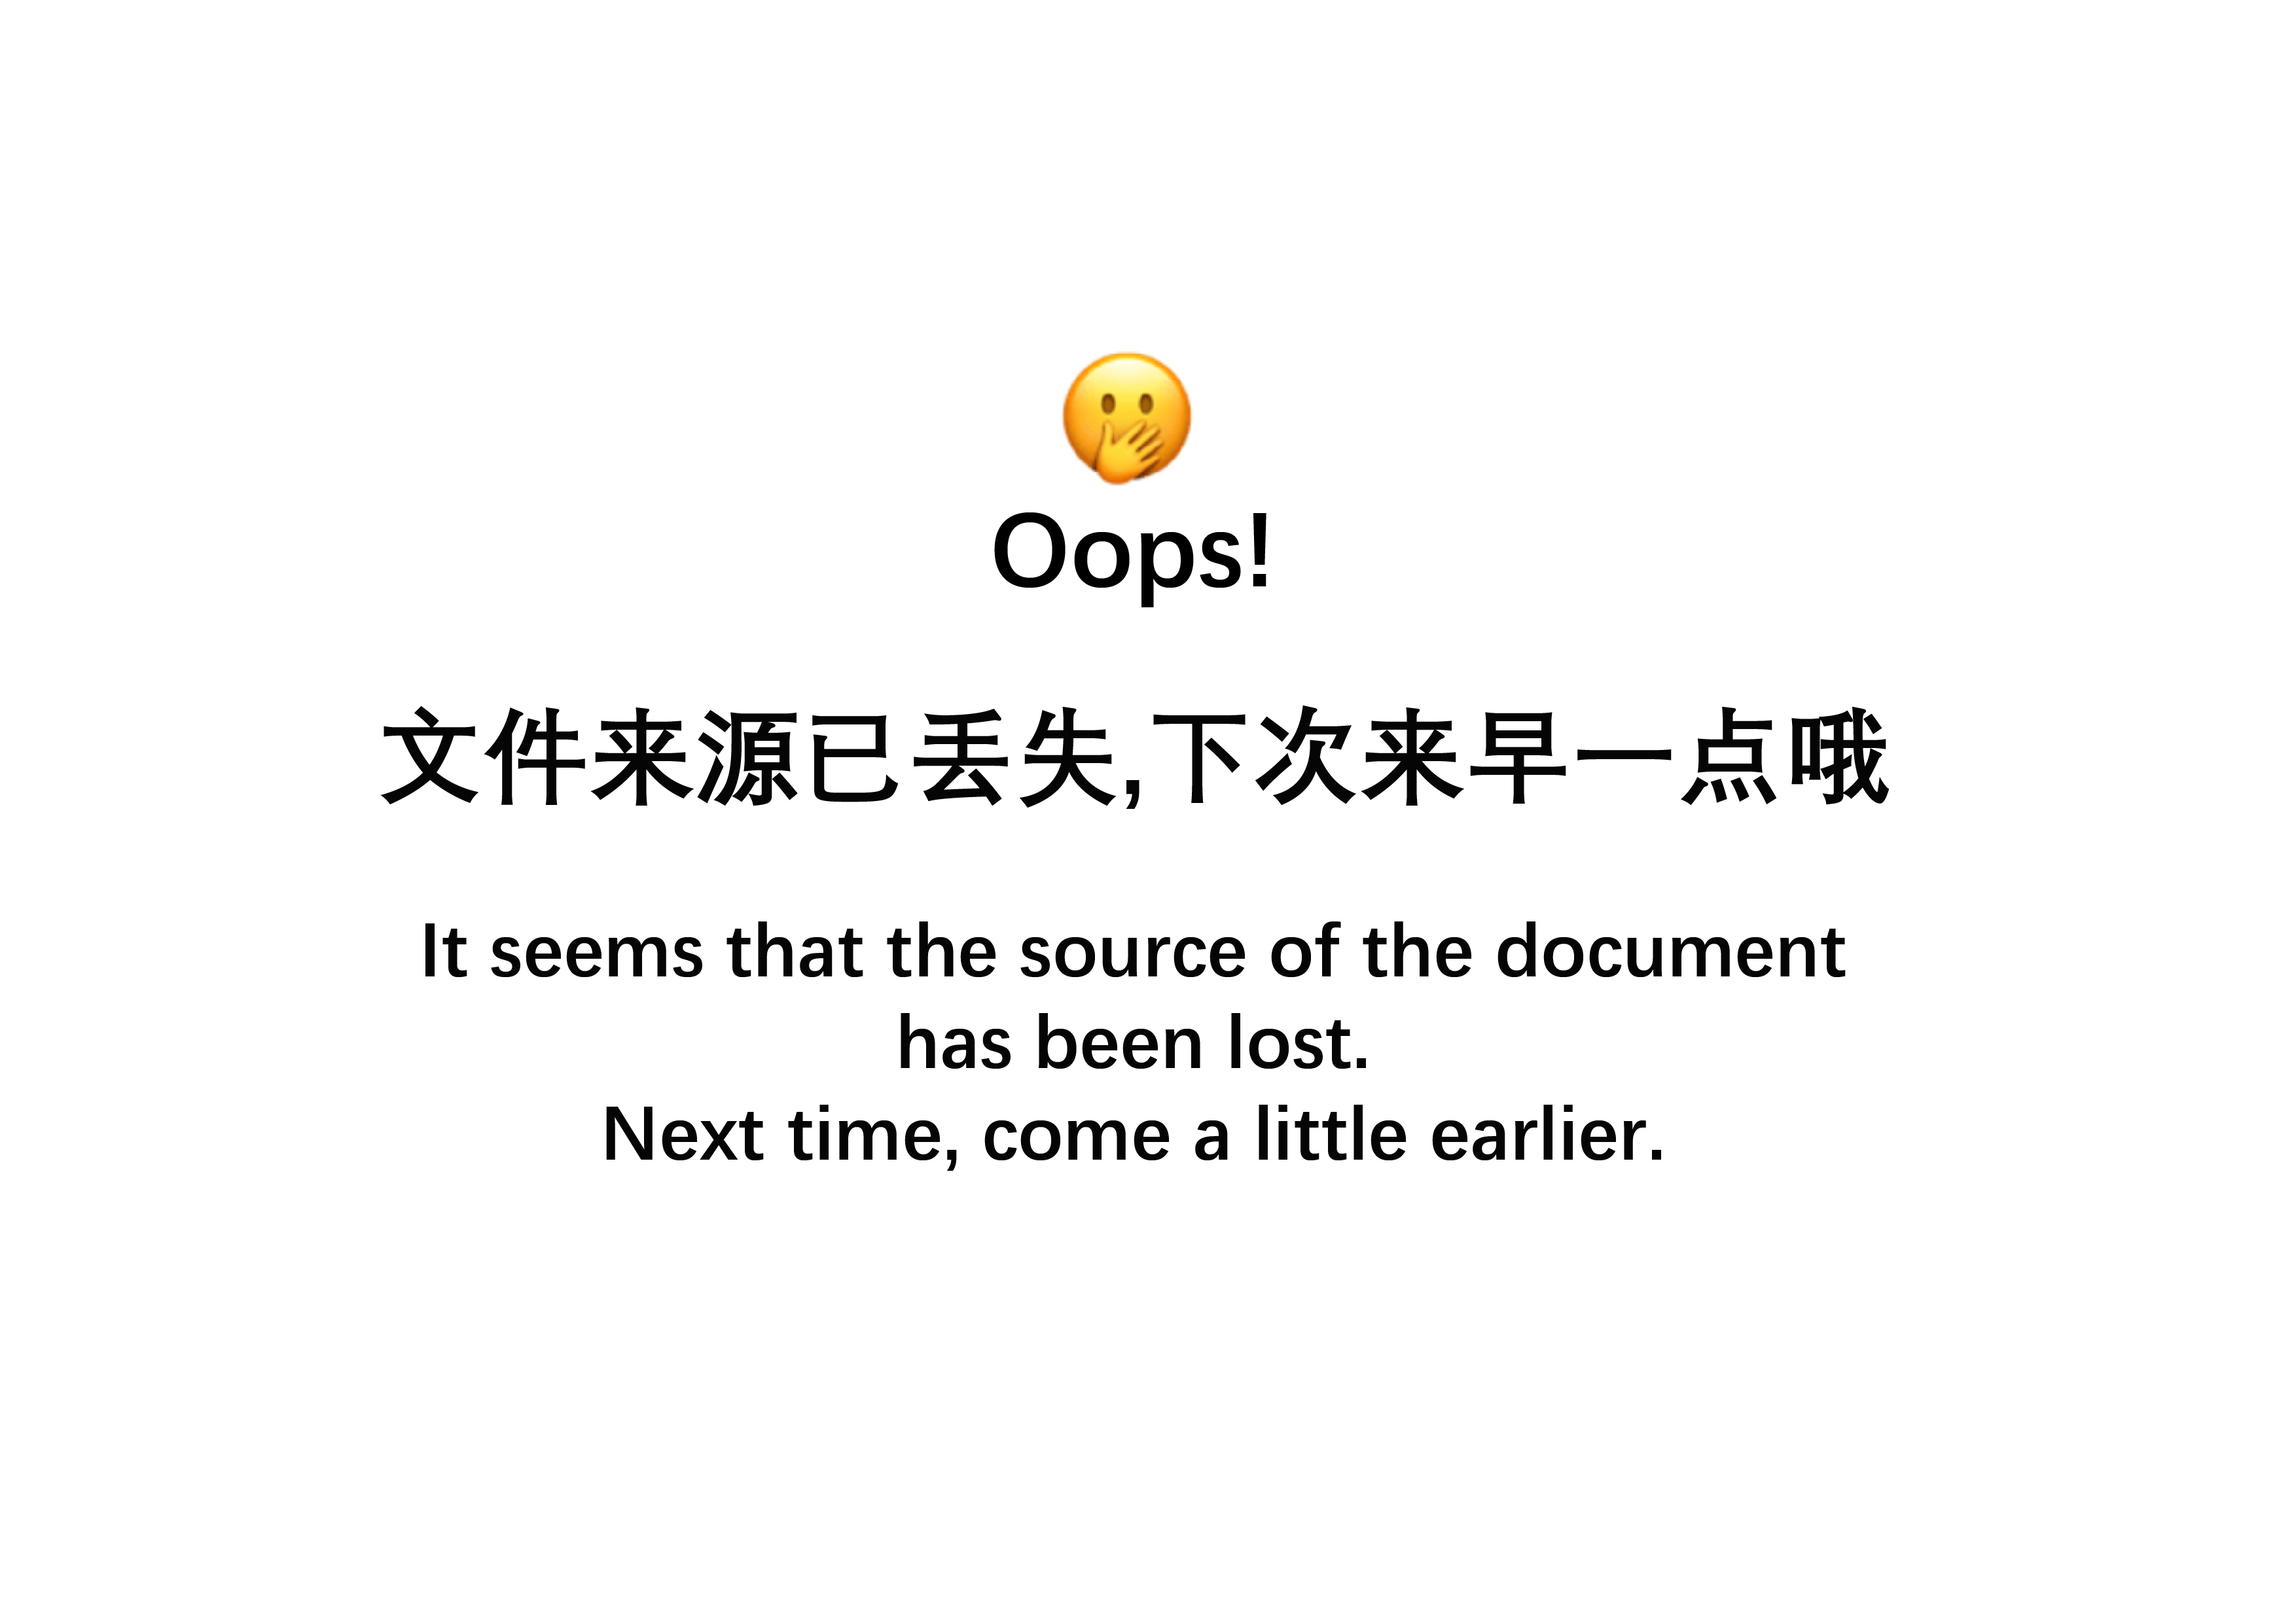 Oops!
文件来源已丢失,下次来早一点哦
It seems that the source of the document
has been lost.
Next time, come a little earlier.